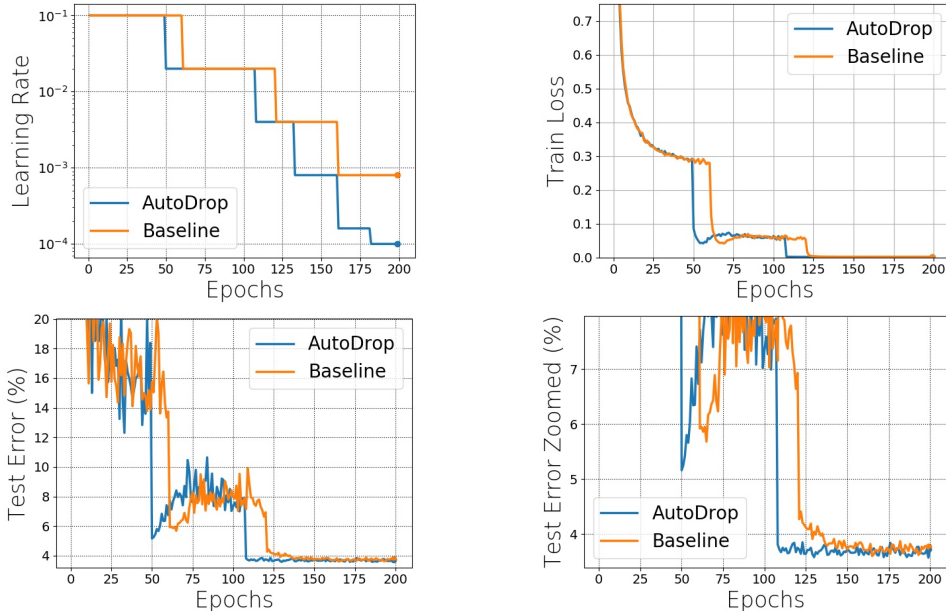 Learning Rate
10⁻¹
10⁻²
10⁻³
10⁻⁴
AutoDrop
Baseline
0 25 50 75 100 125 150 175 200
Epochs
Train Loss
0.7
0.6
0.5
0.4
0.3
0.2
0.1
0.0
AutoDrop
Baseline
0 25 50 75 100 125 150 175 200
Epochs
Test Error (%)
20
18
16
14
12
10
8
6
4
AutoDrop
Baseline
0 25 50 75 100 125 150 175 200
Epochs
Test Error Zoomed (%)
7
6
5
4
AutoDrop
Baseline
0 25 50 75 100 125 150 175 200
Epochs